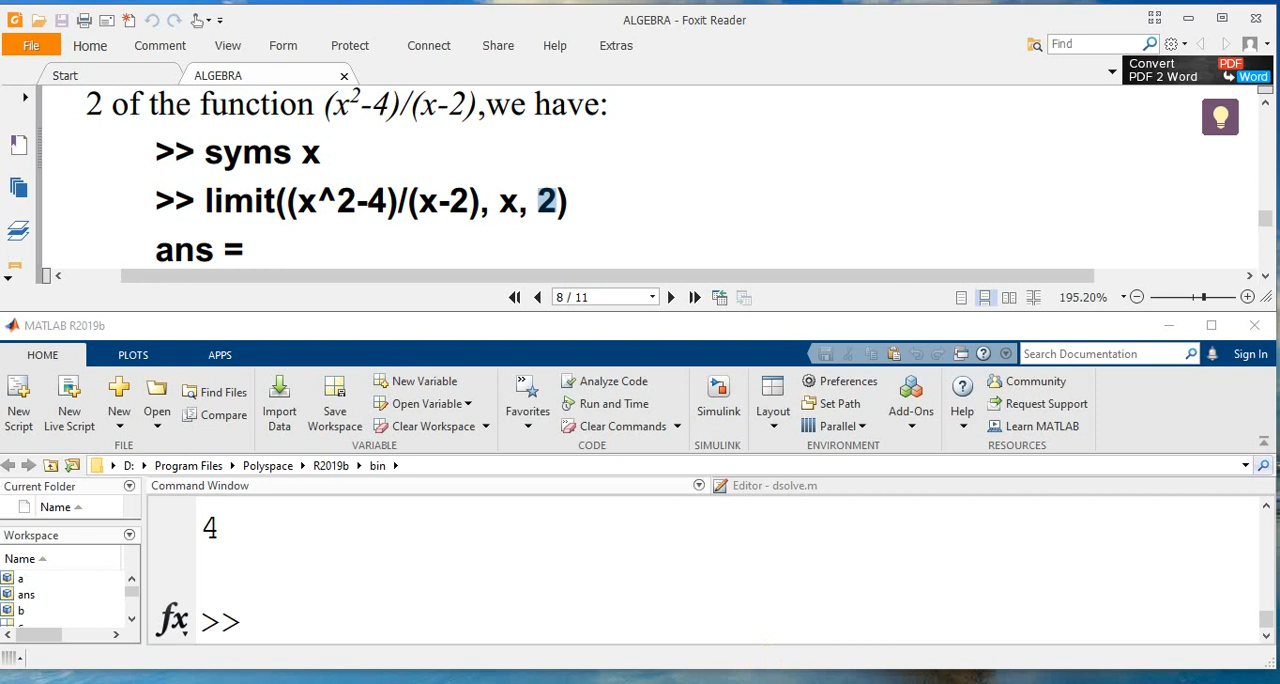 ALGEBRA - Foxit Reader
File Home Comment View Form Protect Connect Share Help Extras Find
Start ALGEBRA
Convert PDF
PDF 2 Word Word
2 of the function (x²-4)/(x-2),we have:
>> syms x
>> limit((x^2-4)/(x-2), x, 2)
ans =
8 / 11 195.20%
MATLAB R2019b
HOME PLOTS APPS Search Documentation Sign In
New Script
New Live Script
New
Open
Find Files
Compare
FILE
Import Data
Save Workspace
New Variable
Open Variable
Clear Workspace
VARIABLE
Favorites
Analyze Code
Run and Time
Clear Commands
CODE
Simulink
SIMULINK
Layout
Preferences
Set Path
Parallel
Add-Ons
ENVIRONMENT
Help
Community
Request Support
Learn MATLAB
RESOURCES
D: Program Files Polyspace R2019b bin
Current Folder
Name
Workspace
Name
a
ans
b
Command Window
Editor - dsolve.m
4
fx >>